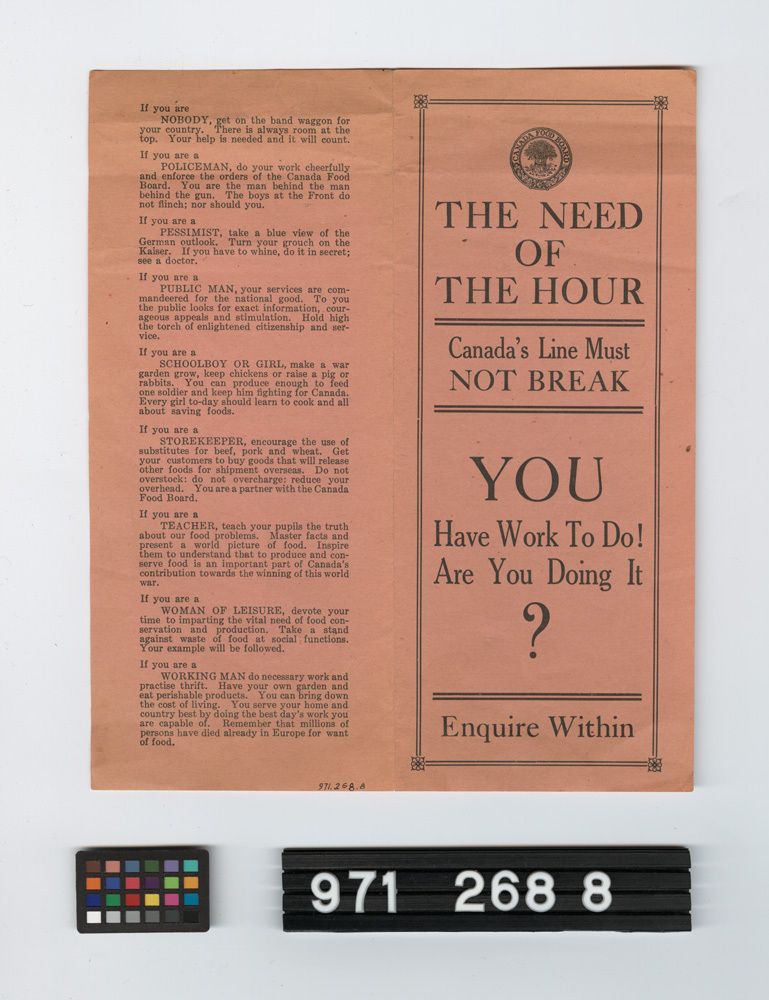 If you are
NOBODY, get on the band waggon for
your country. There is always room at the
top. Your help is needed and it will count.
If you are a
POLICEMAN, do your work cheerfully
and enforce the orders of the Canada Food
Board. You are the man behind the man
behind the gun. The boys at the Front do
not flinch; nor should you.
If you are a
PESSIMIST, take a blue view of the
German outlook. Turn your grouch on the
Kaiser. If you have to whine, do it in secret;
see a doctor.
If you are a
PUBLIC MAN, your services are com-
mandeered for the national good. To you
the public looks for exact information, cour-
ageous appeals and stimulation. Hold high
the torch of enlightened citizenship and ser-
vice.
If you are a
SCHOOLBOY OR GIRL, make a war
garden grow, keep chickens or raise a pig or
rabbits. You can produce enough to feed
one soldier and keep him fighting for Canada.
Every girl to-day should learn to cook and all
about saving foods.
If you are a
STOREKEEPER, encourage the use of
substitutes for beef, pork and wheat. Get
your customers to buy goods that will release
other foods for shipment overseas. Do not
overstock: do not overcharge: reduce your
overhead. You are a partner with the Canada
Food Board.
If you are a
TEACHER, teach your pupils the truth
about our food problems. Master facts and
present a world picture of food. Inspire
them to understand that to produce and con-
serve food is an important part of Canada's
contribution towards the winning of this world
war.
If you are a
WOMAN OF LEISURE, devote your
time to imparting the vital need of food con-
servation and production. Take a stand
against waste of food at social functions.
Your example will be followed.
If you are a
WORKING MAN do necessary work and
practise thrift. Have your own garden and
eat perishable products. You can bring down
the cost of living. You serve your home and
country best by doing the best day's work you
are capable of. Remember that millions of
persons have died already in Europe for want
of food.
971.268.8
CANADA FOOD BOARD
THE NEED
OF
THE HOUR
Canada's Line Must
NOT BREAK
YOU
Have Work To Do!
Are You Doing It
?
Enquire Within
971 268 8